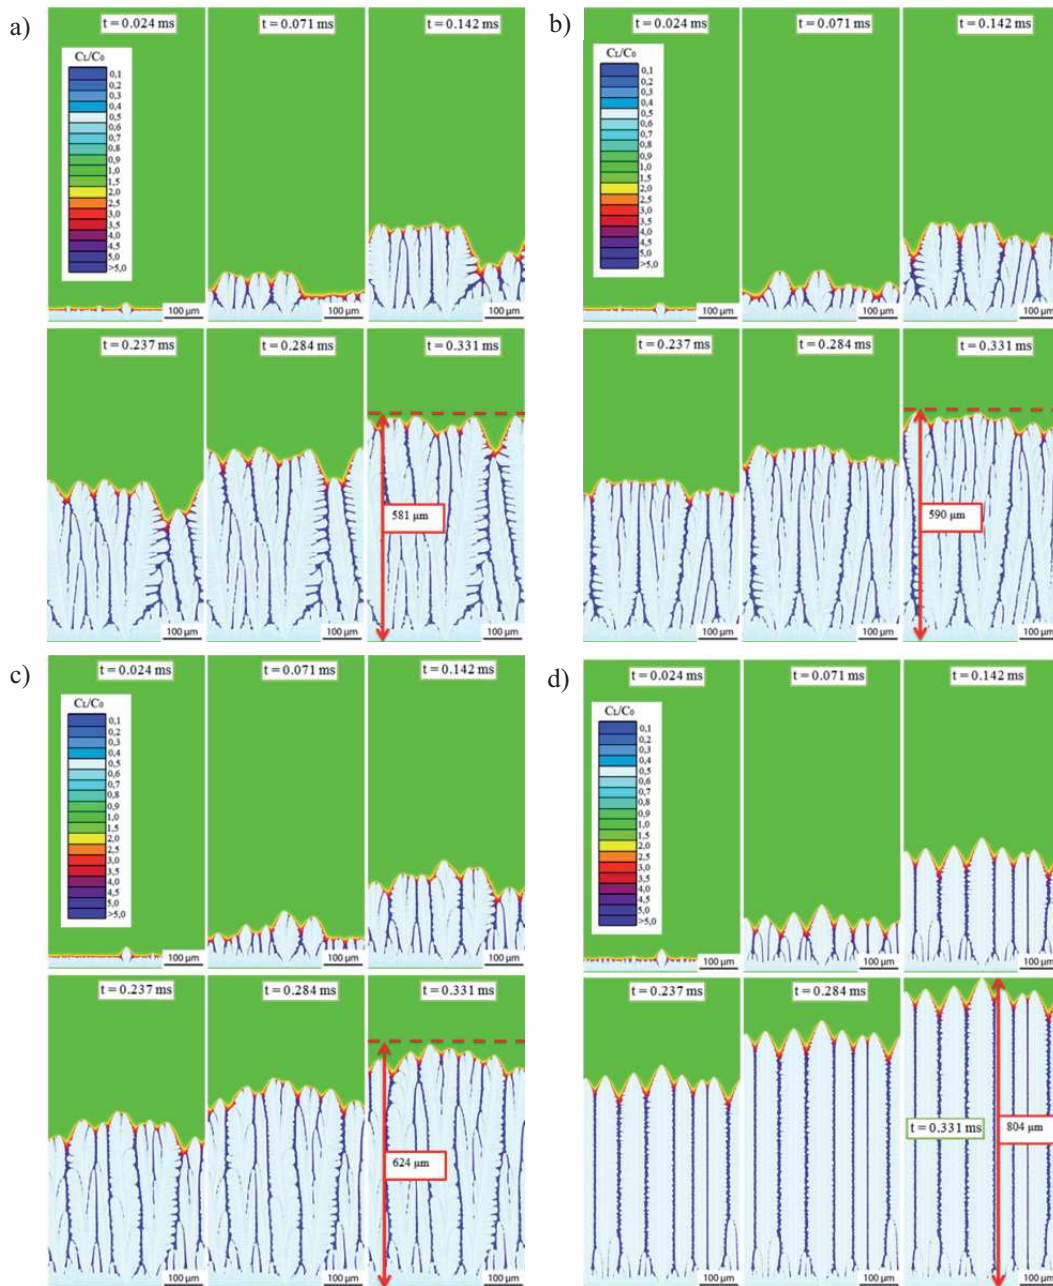 a)
t = 0.024 ms
t = 0.071 ms
t = 0.142 ms
CL/C0
0,1
0,2
0,3
0,4
0,5
0,6
0,7
0,8
0,9
1,0
1,5
2,0
2,5
3,0
3,5
4,0
4,5
5,0
>5,0
100 µm
100 µm
100 µm
t = 0.237 ms
t = 0.284 ms
t = 0.331 ms
581 µm
100 µm
100 µm
100 µm
b)
t = 0.024 ms
t = 0.071 ms
t = 0.142 ms
CL/C0
0,1
0,2
0,3
0,4
0,5
0,6
0,7
0,8
0,9
1,0
1,5
2,0
2,5
3,0
3,5
4,0
4,5
5,0
>5,0
100 µm
100 µm
100 µm
t = 0.237 ms
t = 0.284 ms
t = 0.331 ms
590 µm
100 µm
100 µm
100 µm
c)
t = 0.024 ms
t = 0.071 ms
t = 0.142 ms
CL/C0
0,1
0,2
0,3
0,4
0,5
0,6
0,7
0,8
0,9
1,0
1,5
2,0
2,5
3,0
3,5
4,0
4,5
5,0
>5,0
100 µm
100 µm
100 µm
t = 0.237 ms
t = 0.284 ms
t = 0.331 ms
624 µm
100 µm
100 µm
100 µm
d)
t = 0.024 ms
t = 0.071 ms
t = 0.142 ms
CL/C0
0,1
0,2
0,3
0,4
0,5
0,6
0,7
0,8
0,9
1,0
1,5
2,0
2,5
3,0
3,5
4,0
4,5
5,0
>5,0
100 µm
100 µm
100 µm
t = 0.237 ms
t = 0.284 ms
t = 0.331 ms
804 µm
100 µm
100 µm
100 µm